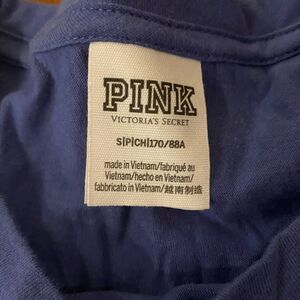 PINK
VICTORIA'S SECRET
S|P|CH|170/88A
made in Vietnam/fabriqué au
Vietnam/hecho en Vietnam/
fabbricato in Vietnam/越南制造